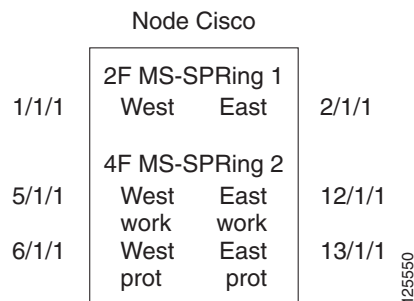 Node Cisco
2F MS-SPRing 1
1/1/1 West East 2/1/1
4F MS-SPRing 2
5/1/1 West East 12/1/1
work work
6/1/1 West East 13/1/1
prot prot
25550